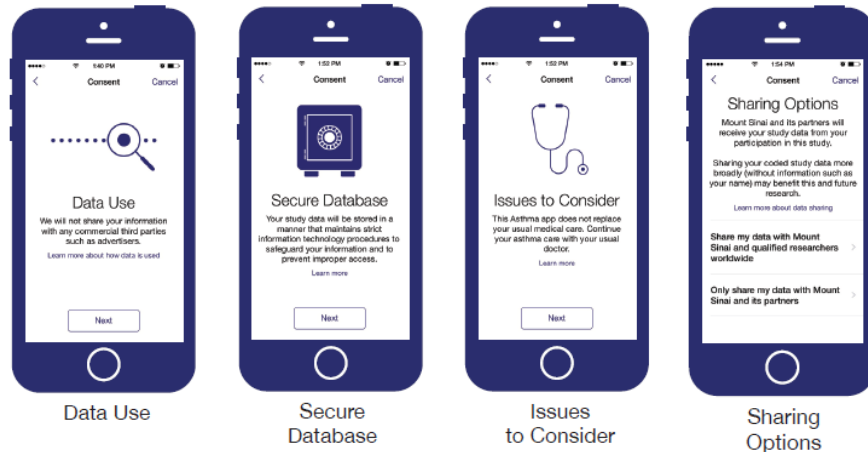 1:40 PM
Consent
Cancel
Data Use
We will not share your information
with any commercial third parties
such as advertisers.
Learn more about how data is used
Next
Data Use
1:52 PM
Consent
Cancel
Secure Database
Your study data will be stored in a
manner that maintains strict
information technology procedures to
safeguard your information and to
prevent improper access.
Learn more
Next
Secure
Database
1:52 PM
Consent
Cancel
Issues to Consider
This Asthma app does not replace
your usual medical care. Continue
your asthma care with your usual
doctor.
Learn more
Next
Issues
to Consider
1:54 PM
Consent
Cancel
Sharing Options
Mount Sinai and its partners will
receive your study data from your
participation in this study.
Sharing your coded study data more
broadly (without information such as
your name) may benefit this and future
research.
Learn more about data sharing
Share my data with Mount
Sinai and qualified researchers
worldwide
Only share my data with Mount
Sinai and its partners
Sharing
Options